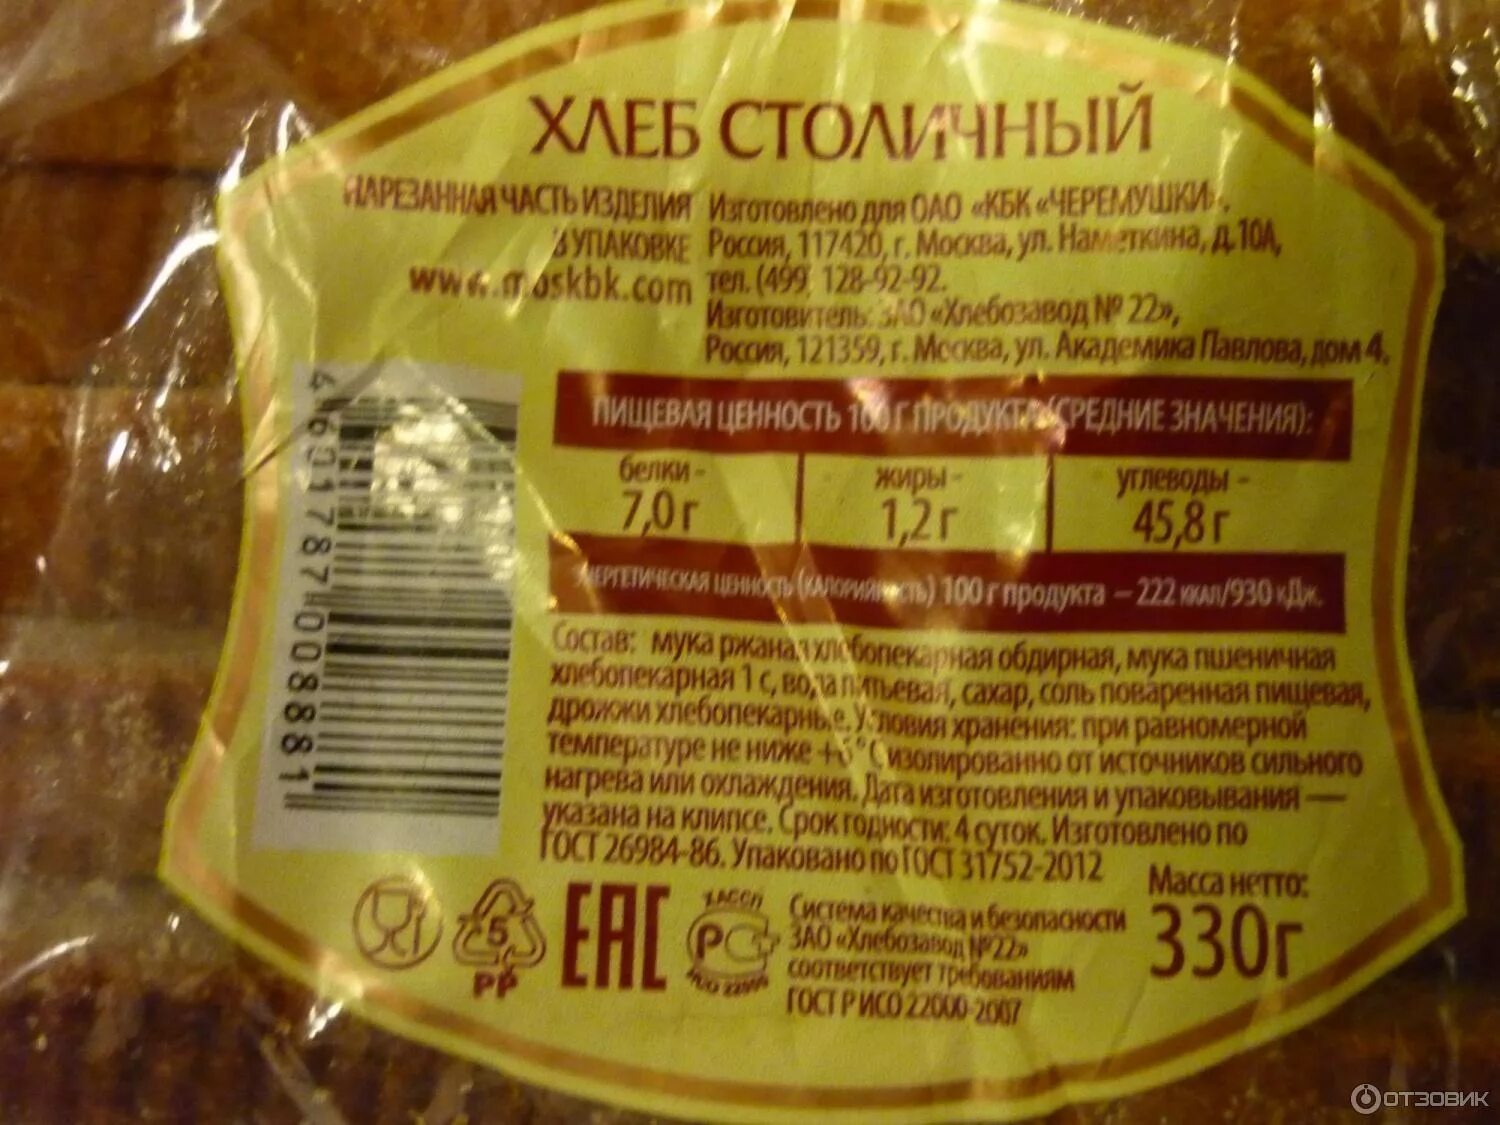 ХЛЕБ СТОЛИЧНЫЙ
НАРЕЗАННАЯ ЧАСТЬ ИЗДЕЛИЯ
В УПАКОВКЕ
www.moskbk.com
Изготовлено для ОАО «КБК «ЧЕРЕМУШКИ».
Россия, 117420, г. Москва, ул. Наметкина, д.10А,
тел. (499) 128-92-92.
Изготовитель: ЗАО «Хлебозавод № 22»,
Россия, 121359, г. Москва, ул. Академика Павлова, дом 4.
ПИЩЕВАЯ ЦЕННОСТЬ 100 Г ПРОДУКТА (СРЕДНИЕ ЗНАЧЕНИЯ):
белки -
7,0 г
жиры -
1,2 г
углеводы -
45,8 г
ЭНЕРГЕТИЧЕСКАЯ ЦЕННОСТЬ (КАЛОРИЙНОСТЬ) 100 г продукта – 222 ккал/930 кДж.
Состав: мука ржаная хлебопекарная обдирная, мука пшеничная
хлебопекарная 1 с, вода питьевая, сахар, соль поваренная пищевая,
дрожжи хлебопекарные. Условия хранения: при равномерной
температуре не ниже +6°С изолированно от источников сильного
нагрева или охлаждения. Дата изготовления и упаковывания —
указана на клипсе. Срок годности: 4 суток. Изготовлено по
ГОСТ 26984-86. Упаковано по ГОСТ 31752-2012
Масса нетто:
330г
4 601787 008881
5
PP
EAC
ХАССП
РС
ИСО 22000
Система качества и безопасности
ЗАО «Хлебозавод №22»
соответствует требованиям
ГОСТ Р ИСО 22000-2007
ОТЗОВИК